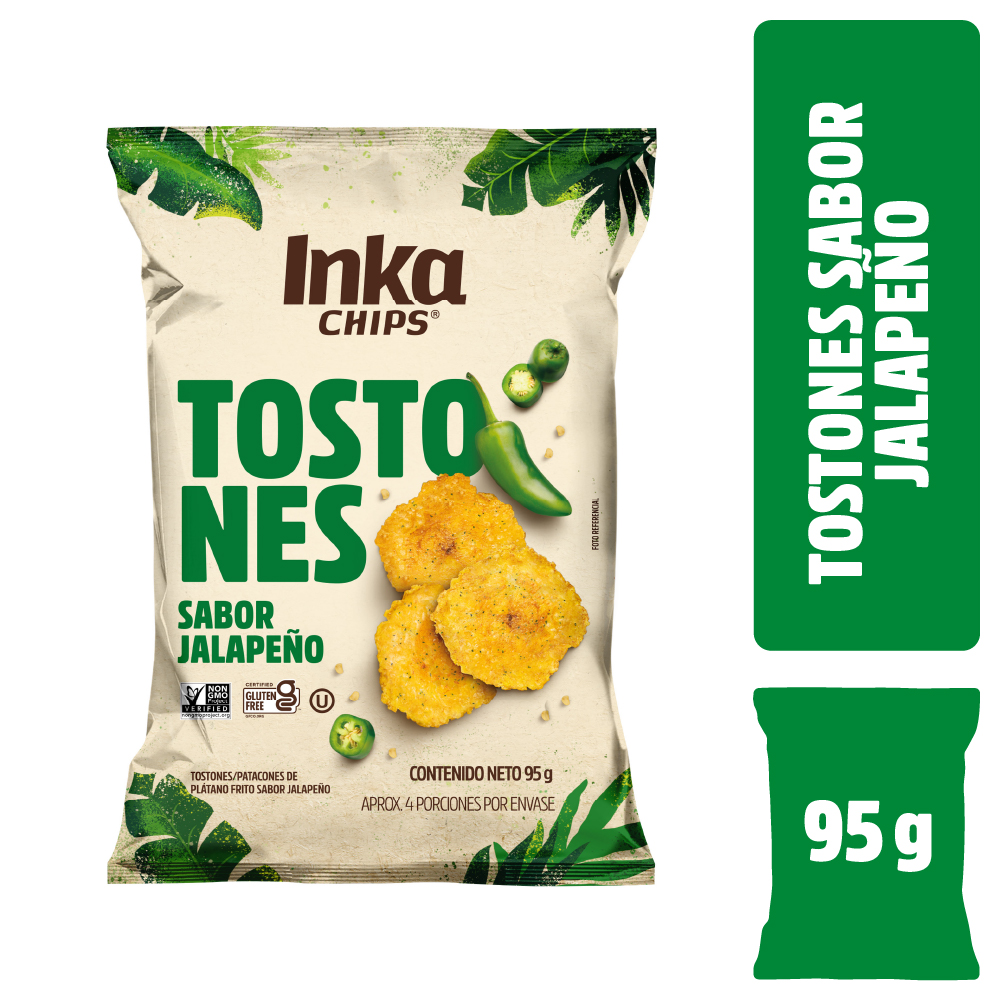 Inka
CHIPS®
TOSTO
NES
SABOR
JALAPEÑO
FOTO REFERENCIAL
NON
GMO
Project
VERIFIED
nongmoproject.org
CERTIFIED
GLUTEN
FREE
GFCO.ORG
U
TOSTONES/PATACONES DE
PLÁTANO FRITO SABOR JALAPEÑO
CONTENIDO NETO 95 g
APROX. 4 PORCIONES POR ENVASE
TOSTONES SABOR
JALAPEÑO
95 g